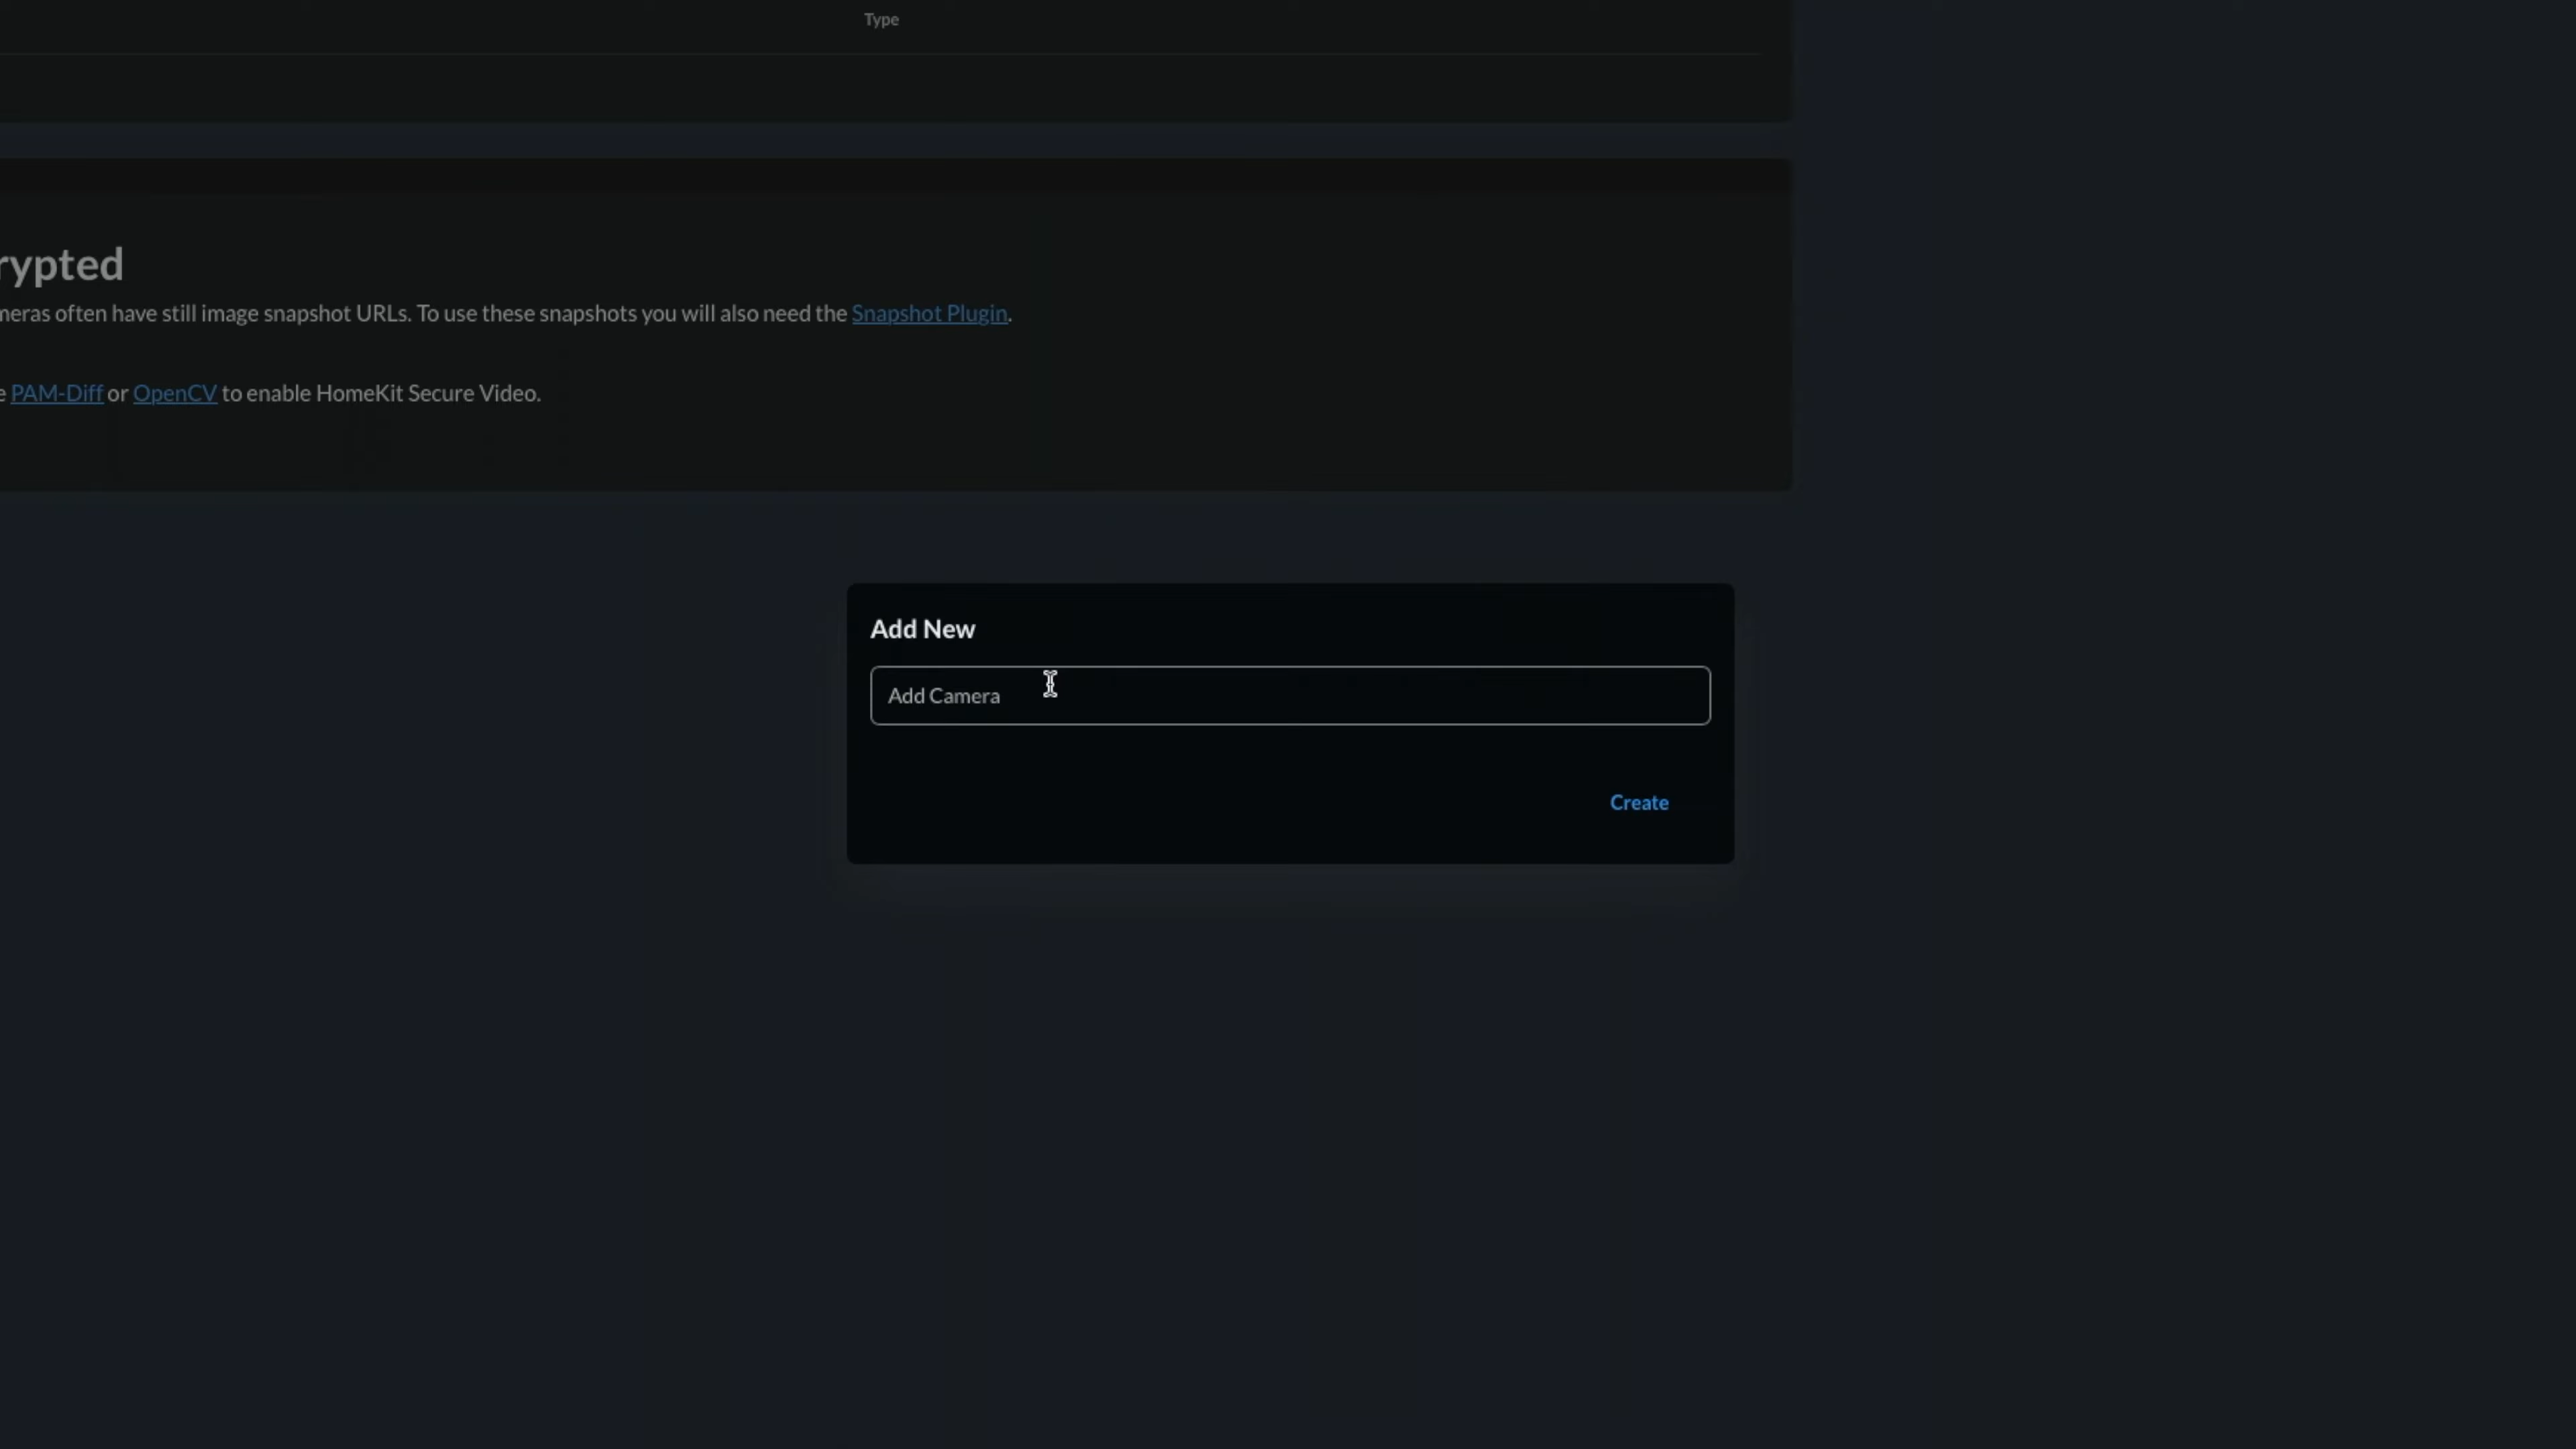 Type
rypted
meras often have still image snapshot URLs. To use these snapshots you will also need the Snapshot Plugin.
e PAM-Diff or OpenCV to enable HomeKit Secure Video.
Add New
Add Camera
Create